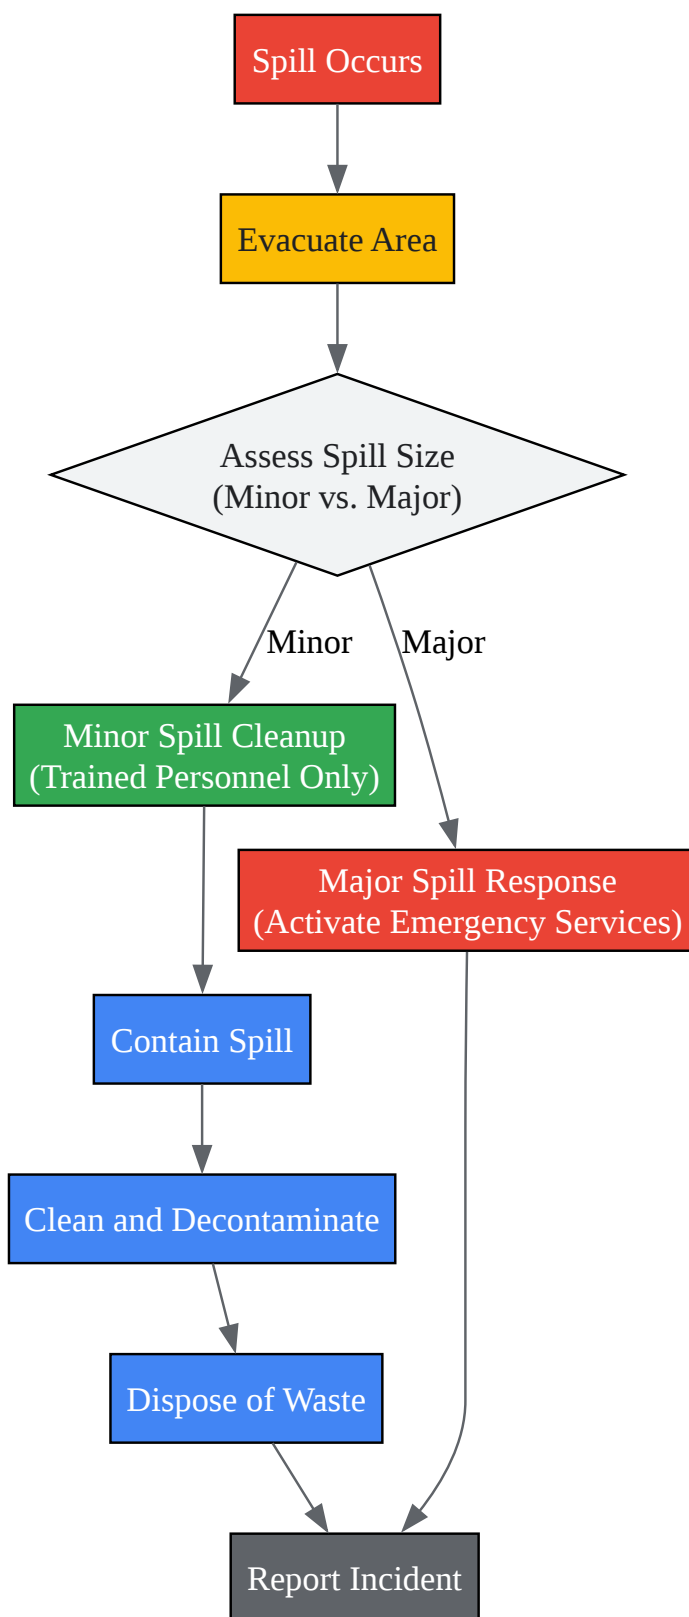 Spill Occurs
Evacuate Area
Assess Spill Size
(Minor vs. Major)
Minor
Major
Minor Spill Cleanup
(Trained Personnel Only)
Major Spill Response
(Activate Emergency Services)
Contain Spill
Clean and Decontaminate
Dispose of Waste
Report Incident